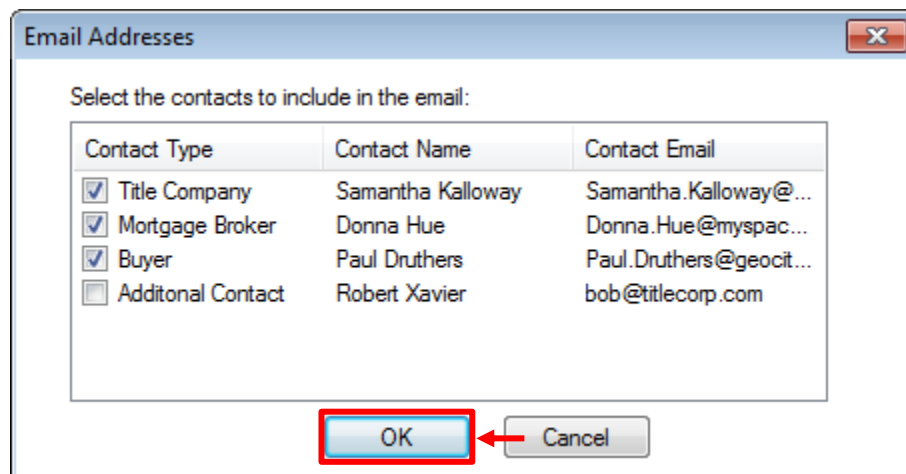 Email Addresses
Select the contacts to include in the email:
Contact Type Contact Name Contact Email
Title Company Samantha Kalloway Samantha.Kalloway@...
Mortgage Broker Donna Hue Donna.Hue@myspac...
Buyer Paul Druthers Paul.Druthers@geocit...
Additonal Contact Robert Xavier bob@titlecorp.com
OK Cancel